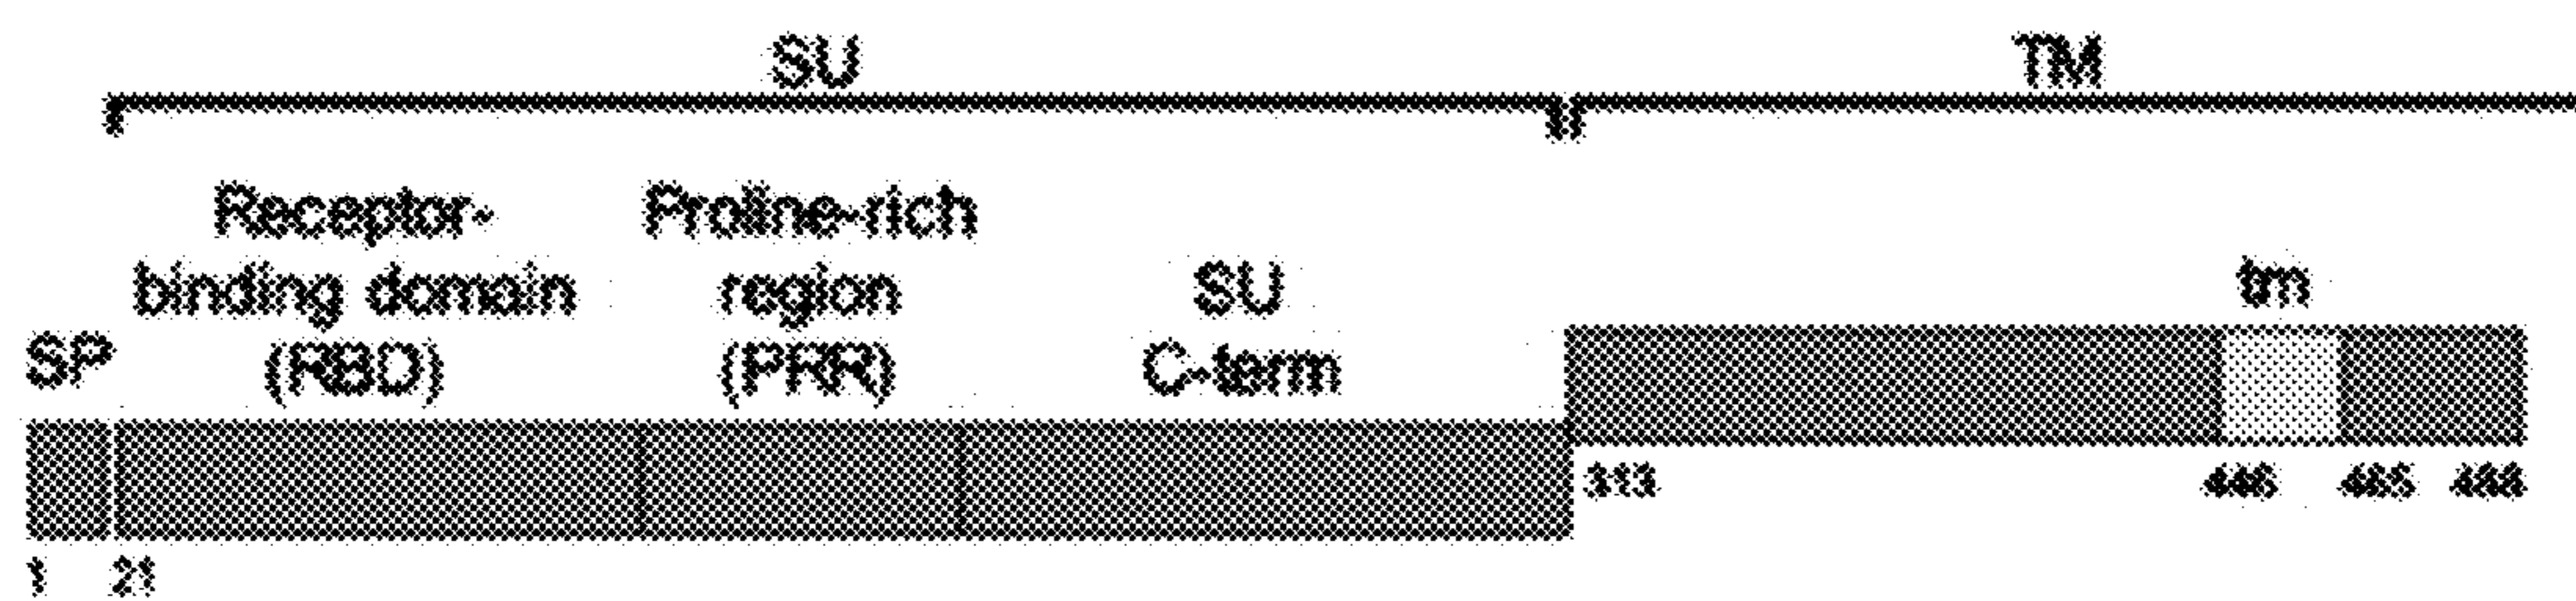 SU
TM
Receptor-
binding domain
(RBD)
Proline-rich
region
(PRR)
SU
C-term
tm
SP
313
446
465
488
1
21